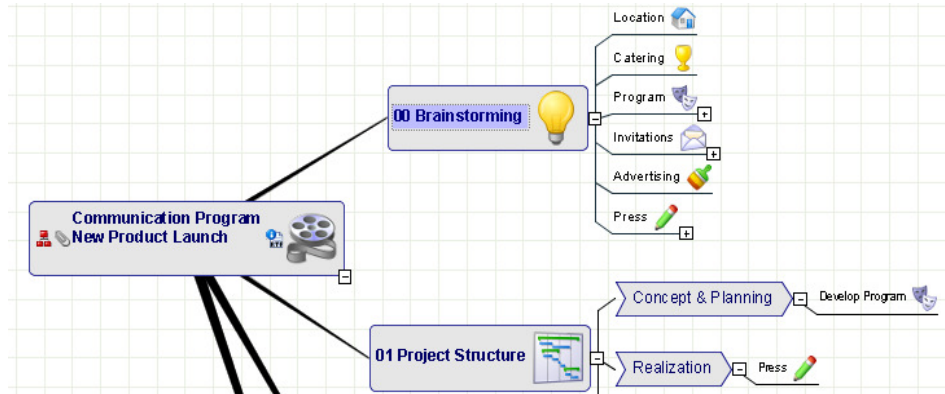 Location
Catering
Program
00 Brainstorming
Invitations
Advertising
Press
Communication Program
New Product Launch
Concept & Planning
Develop Program
01 Project Structure
Realization
Press